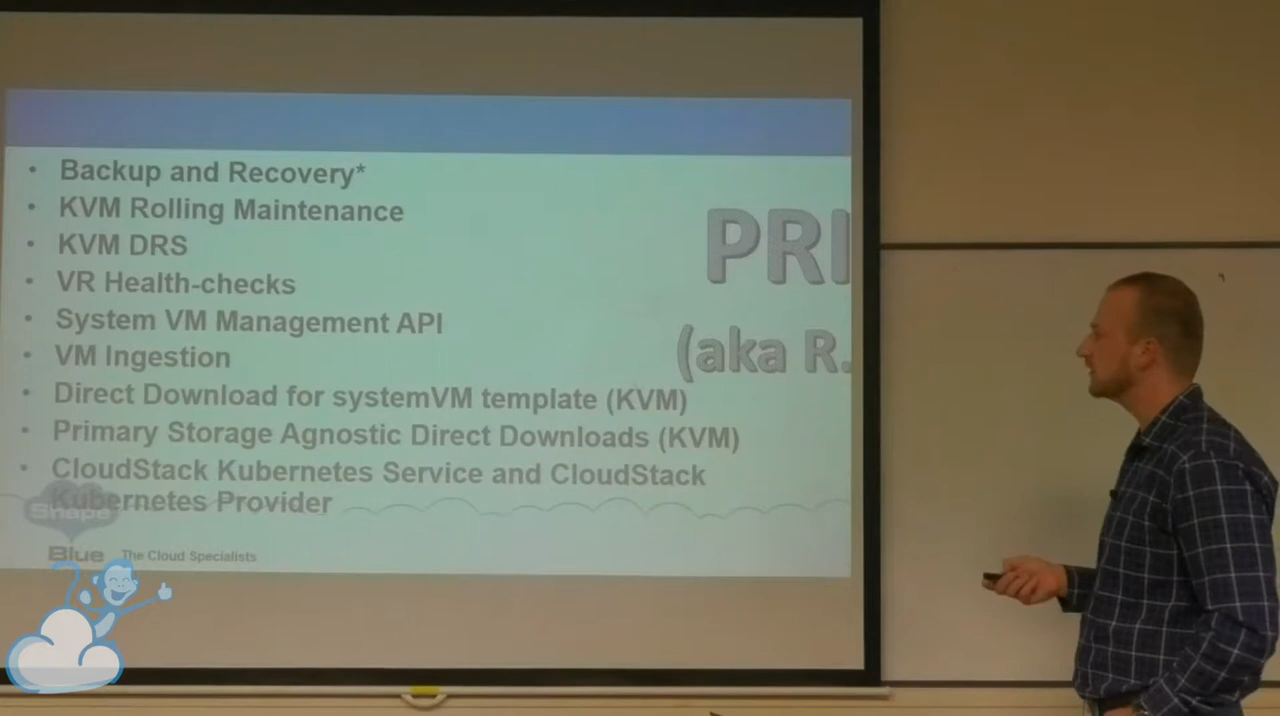 • Backup and Recovery*
• KVM Rolling Maintenance
• KVM DRS
• VR Health-checks
• System VM Management API
• VM Ingestion
• Direct Download for systemVM template (KVM)
• Primary Storage Agnostic Direct Downloads (KVM)
• CloudStack Kubernetes Service and CloudStack
Kubernetes Provider
PRI
(aka R.
Shape
Blue The Cloud Specialists